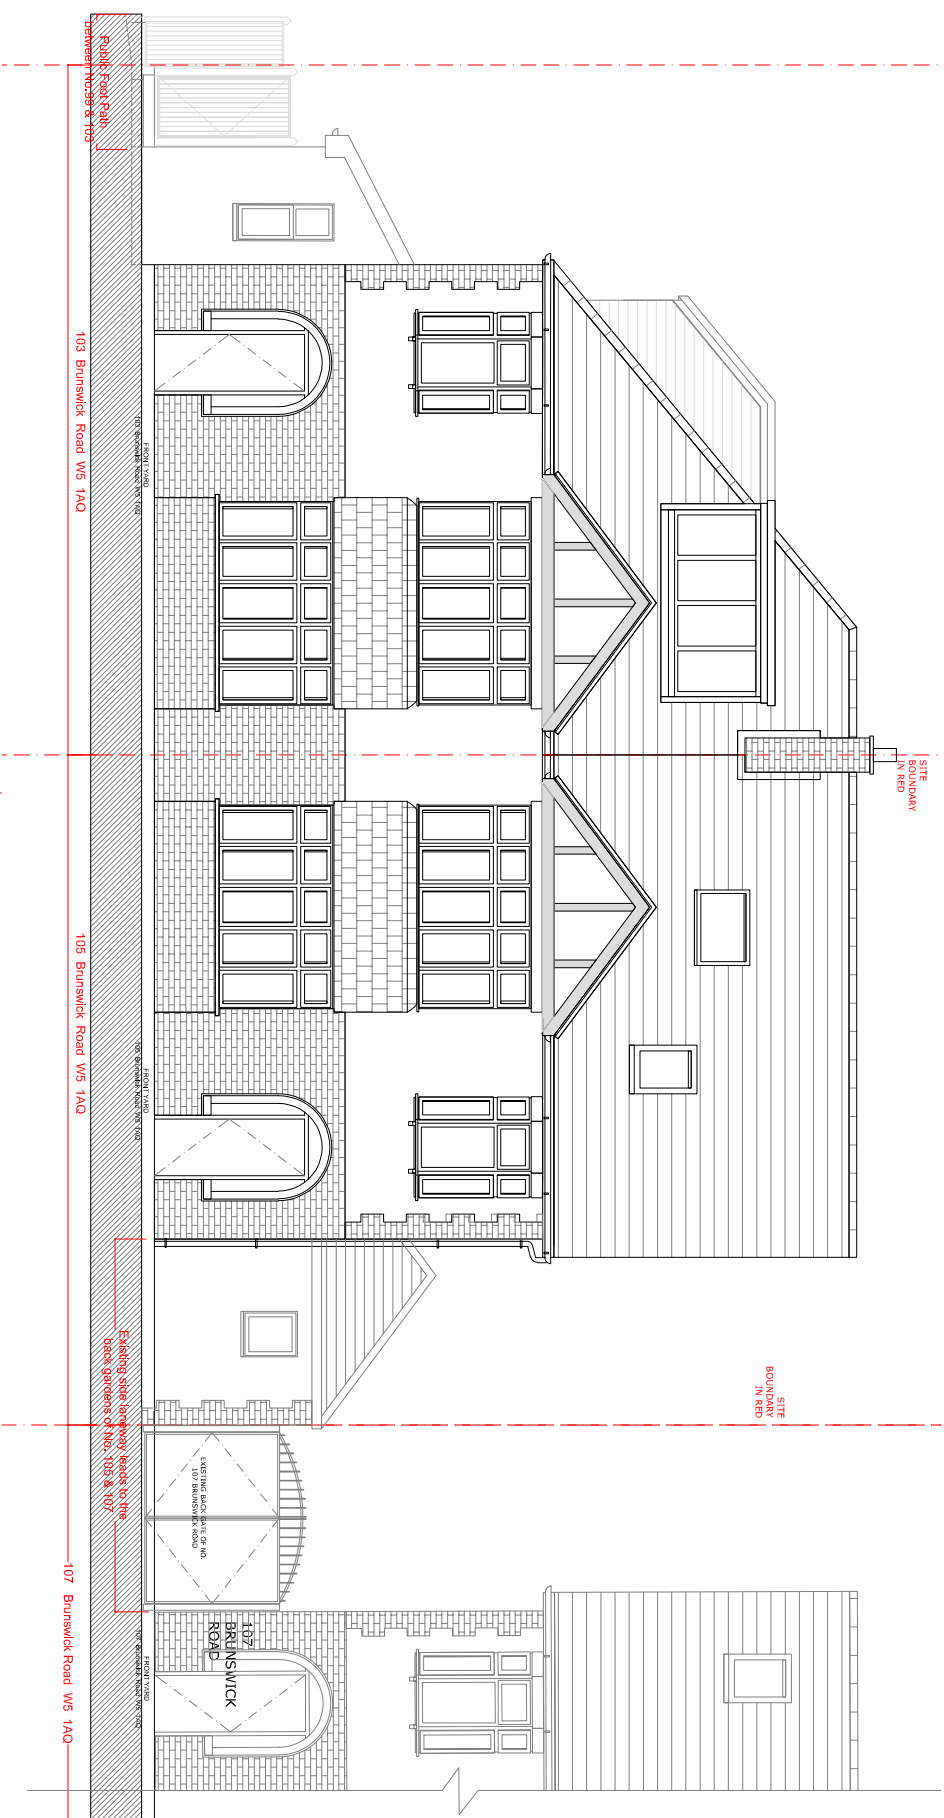 Public Foot Path
between No.99 & 103
103 Brunswick Road W5 1AQ
FRONT YARD
103 Brunswick Road W5 1AQ
SITE
BOUNDARY
IN RED
105 Brunswick Road W5 1AQ
FRONT YARD
105 Brunswick Road W5 1AQ
Existing side laneway leads to the
back gardens of No. 105 & 107
SITE
BOUNDARY
IN RED
EXISTING BACK GATE OF NO.
107 BRUNSWICK ROAD
107
BRUNSWICK
ROAD
107 Brunswick Road W5 1AQ
FRONT YARD
107 Brunswick Road W5 1AQ